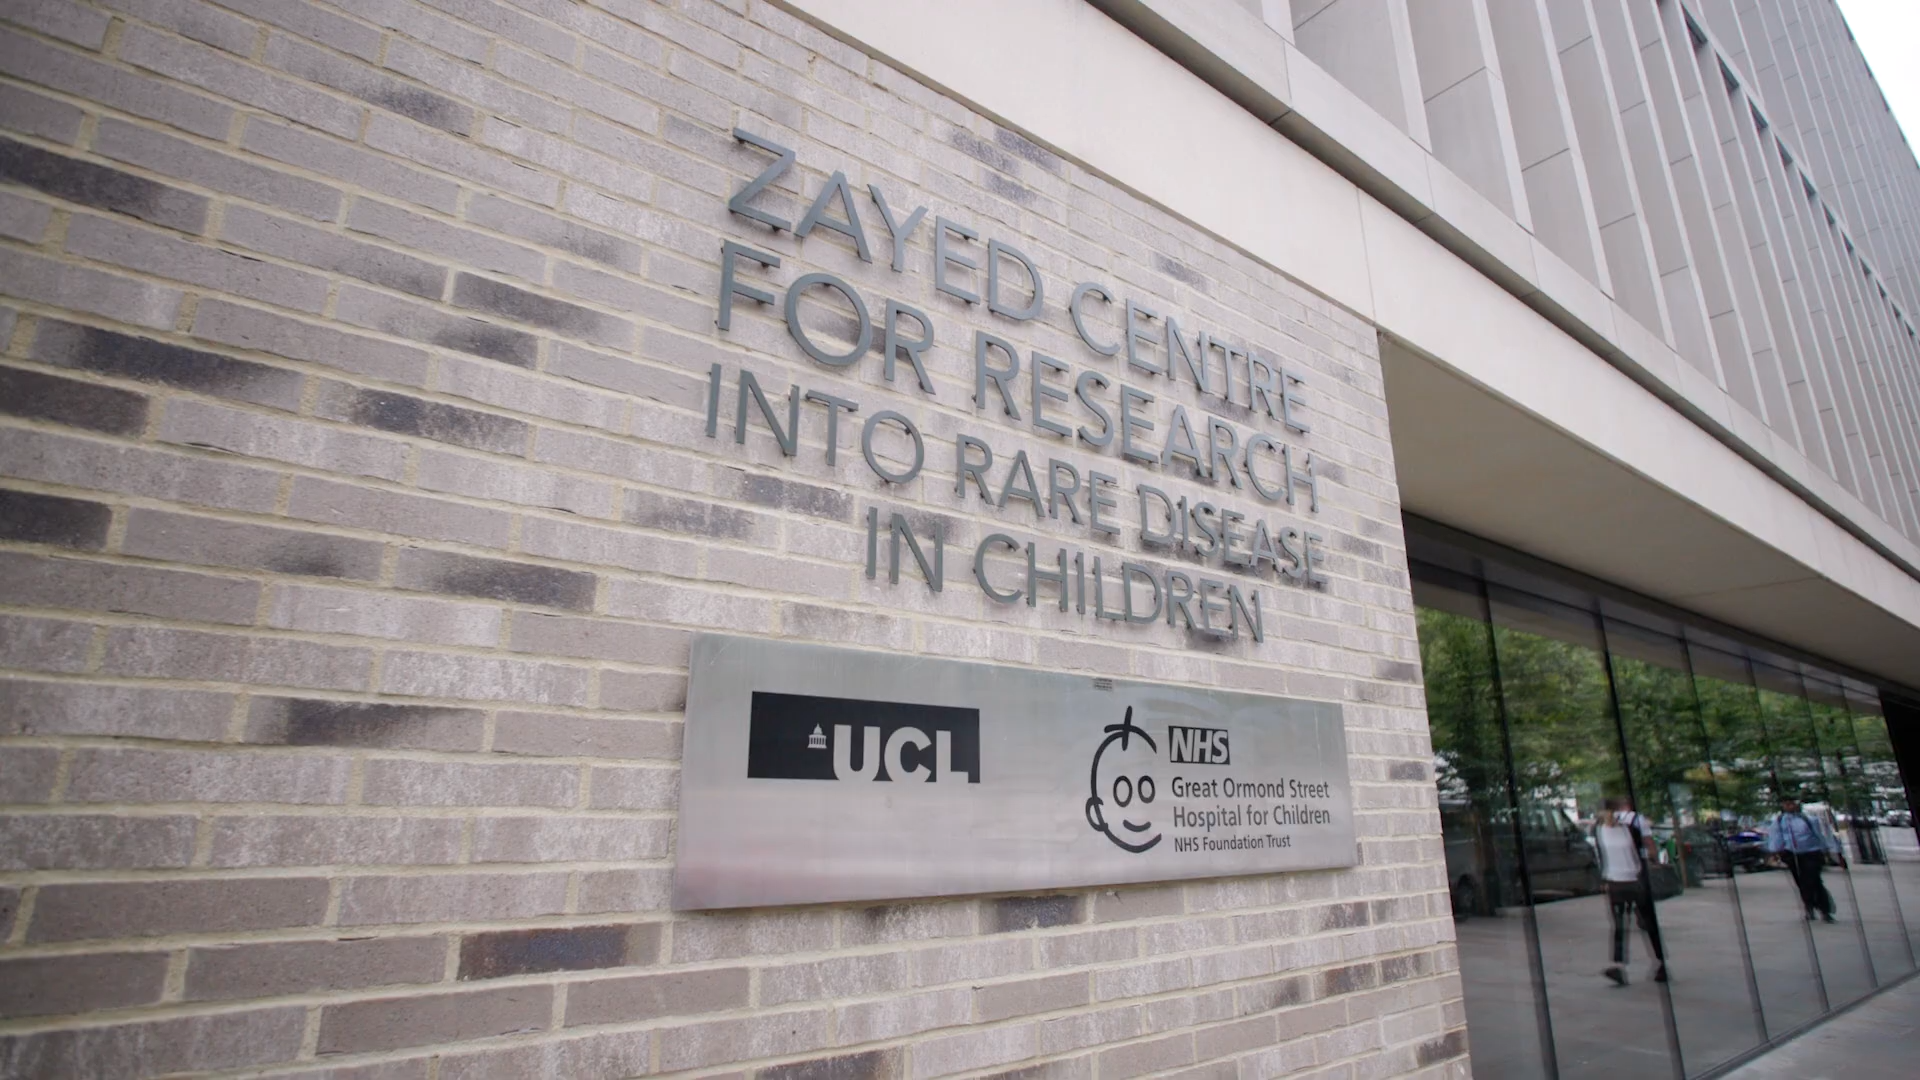 ZAYED CENTRE
FOR RESEARCH
INTO RARE DISEASE
IN CHILDREN
UCL
NHS
Great Ormond Street
Hospital for Children
NHS Foundation Trust